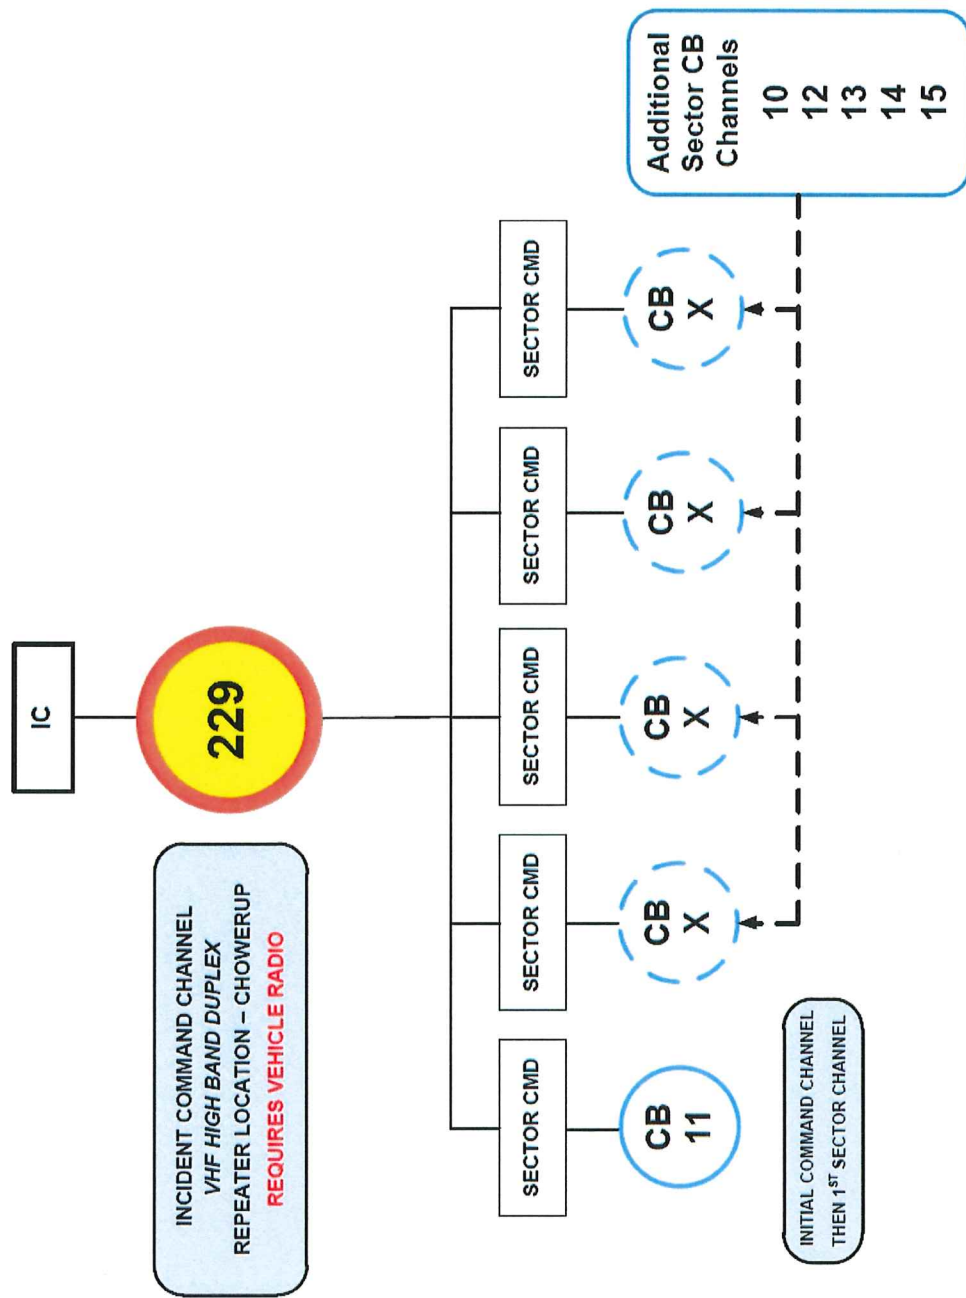 IC
229
INCIDENT COMMAND CHANNEL
VHF HIGH BAND DUPLEX
REPEATER LOCATION – CHOWERUP
REQUIRES VEHICLE RADIO
SECTOR CMD
SECTOR CMD
SECTOR CMD
SECTOR CMD
SECTOR CMD
CB
11
CB
X
CB
X
CB
X
CB
X
INITIAL COMMAND CHANNEL
THEN 1ST SECTOR CHANNEL
Additional
Sector CB
Channels
10
12
13
14
15